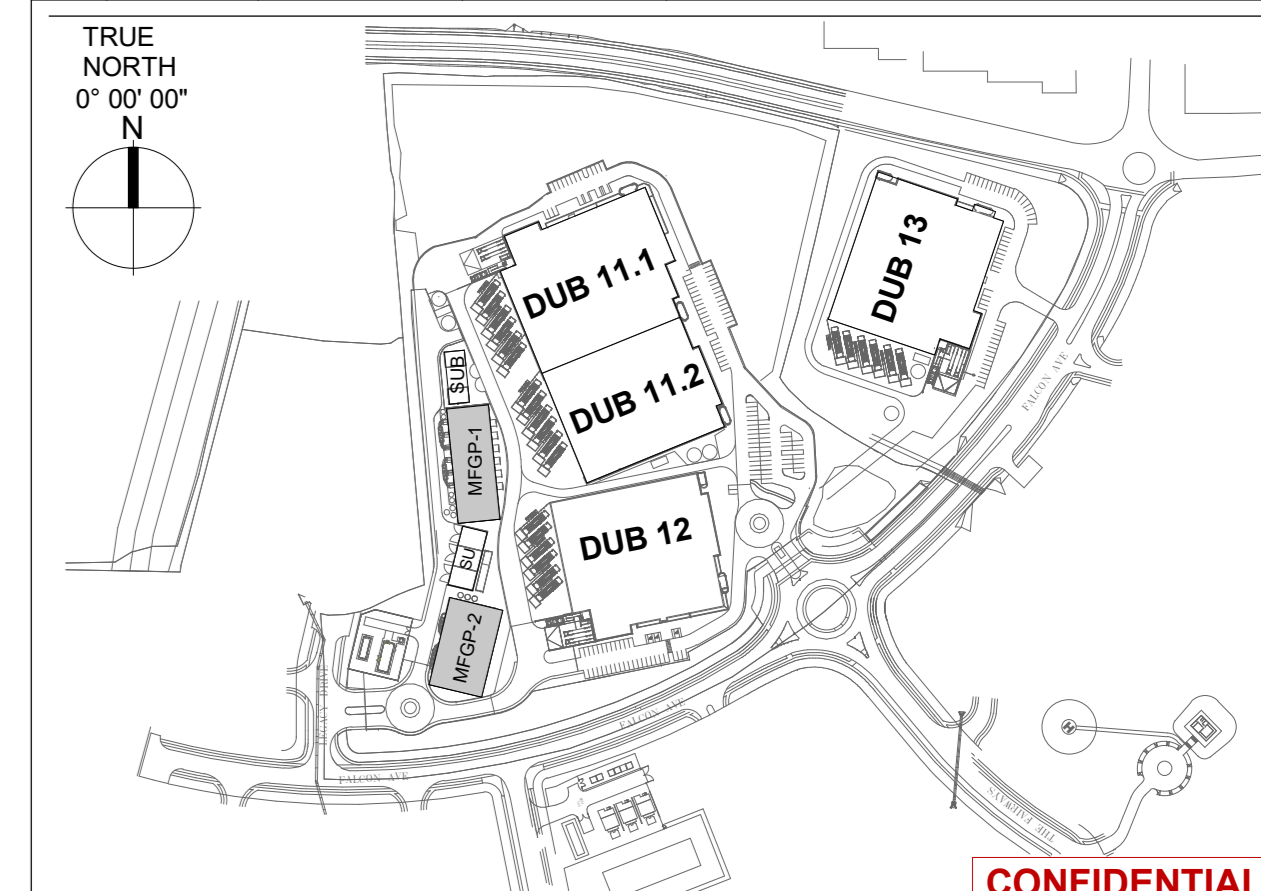 TRUE
NORTH
0° 00' 00"
N
DUB 11.1
DUB 13
DUB 11.2
FALCON AVE
SUB
MFGP-1
DUB 12
SU
MFGP-2
FALCON AVE
FALCON AVE
H
THE FAIRWAYS
CONFIDENTIAL